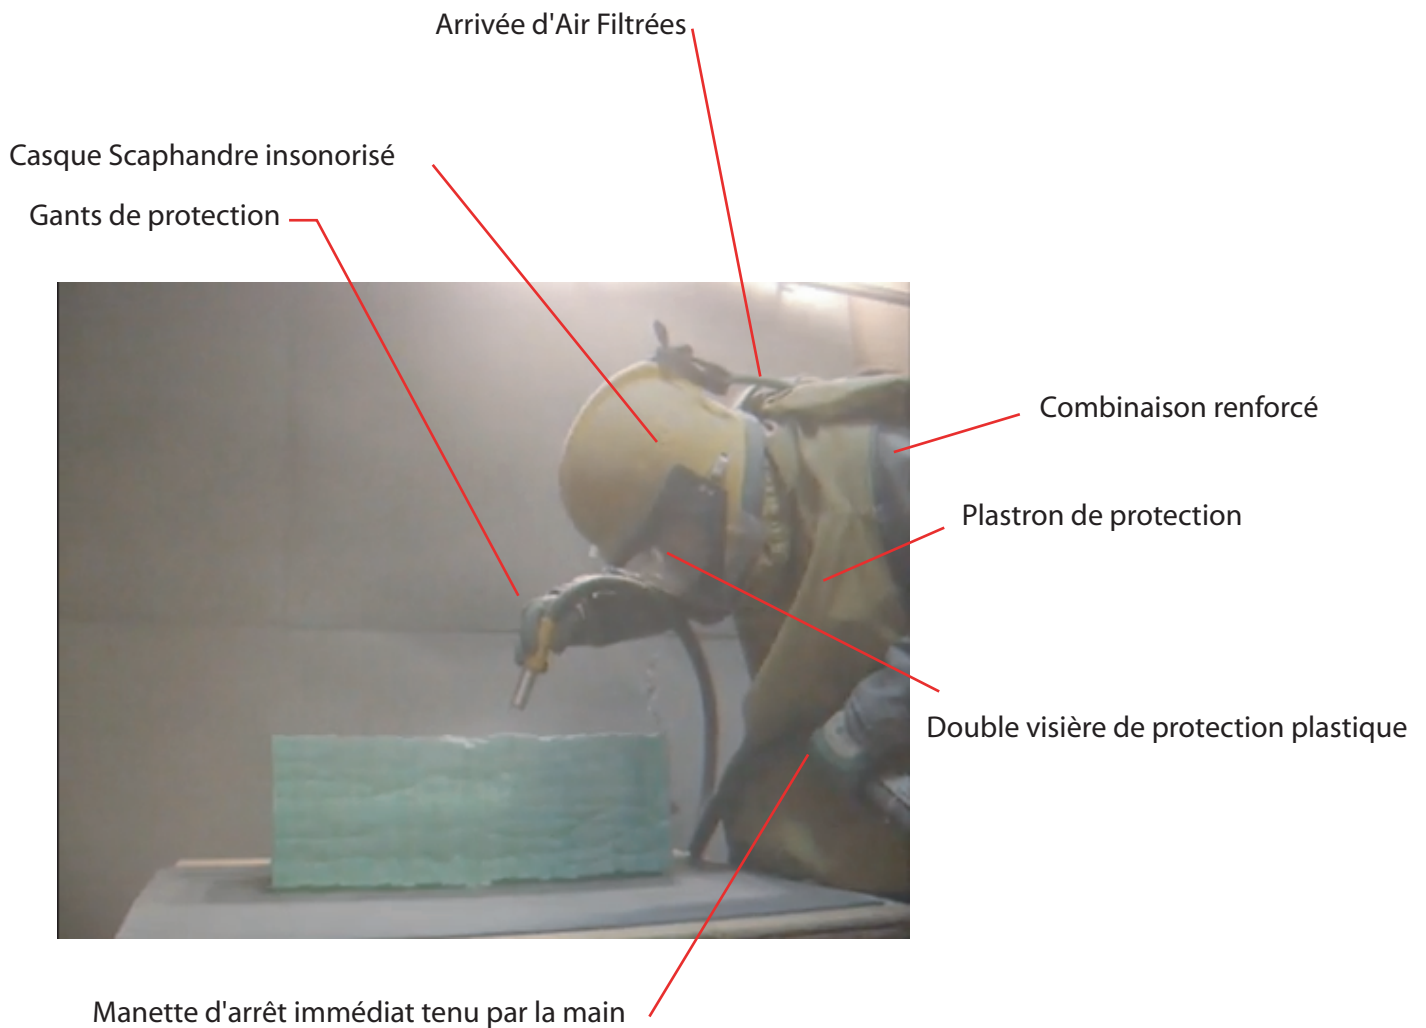 Arrivée d'Air Filtrées
Casque Scaphandre insonorisé
Gants de protection
Combinaison renforcé
Plastron de protection
Double visière de protection plastique
Manette d'arrêt immédiat tenu par la main